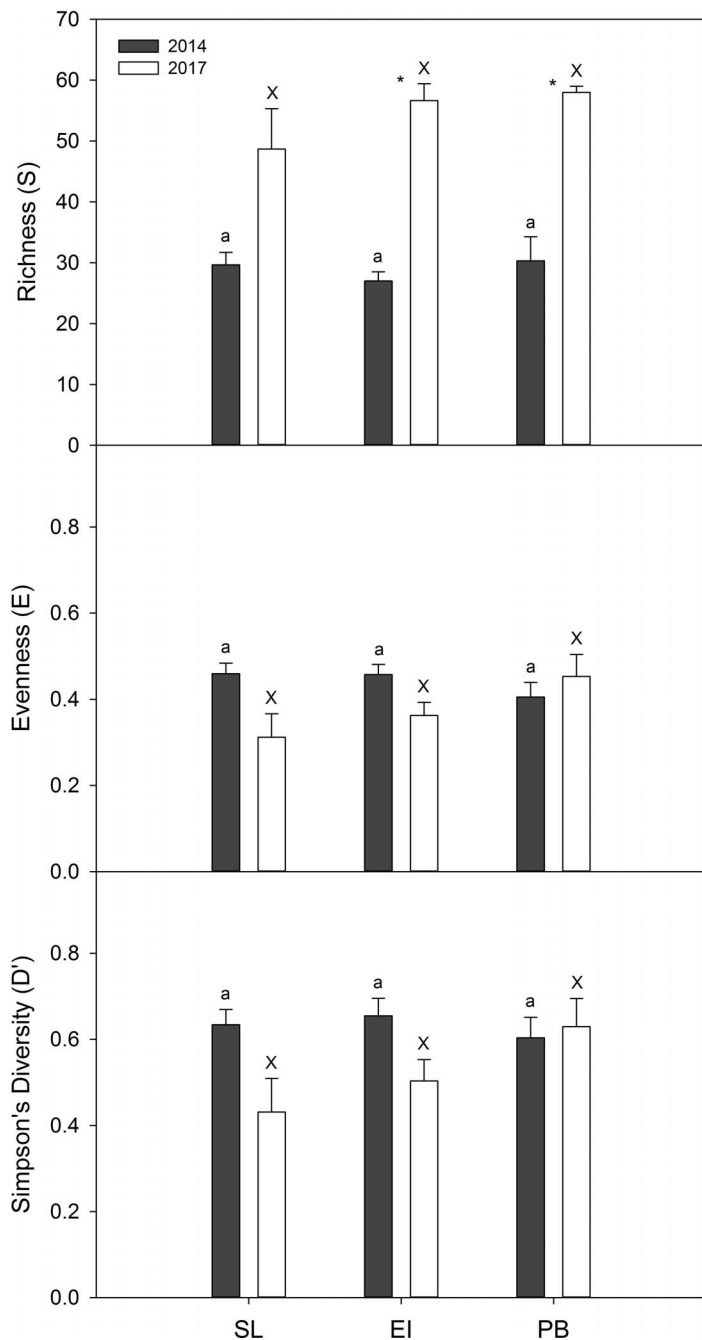 70
2014
2017
60
50
40
30
20
10
0
Richness (S)
a
X
a
* X
a
* X
0.8
0.6
0.4
0.2
0.0
Evenness (E)
a
X
a
X
a
X
0.8
0.6
0.4
0.2
0.0
Simpson's Diversity (D')
a
X
a
X
a
X
SL EI PB